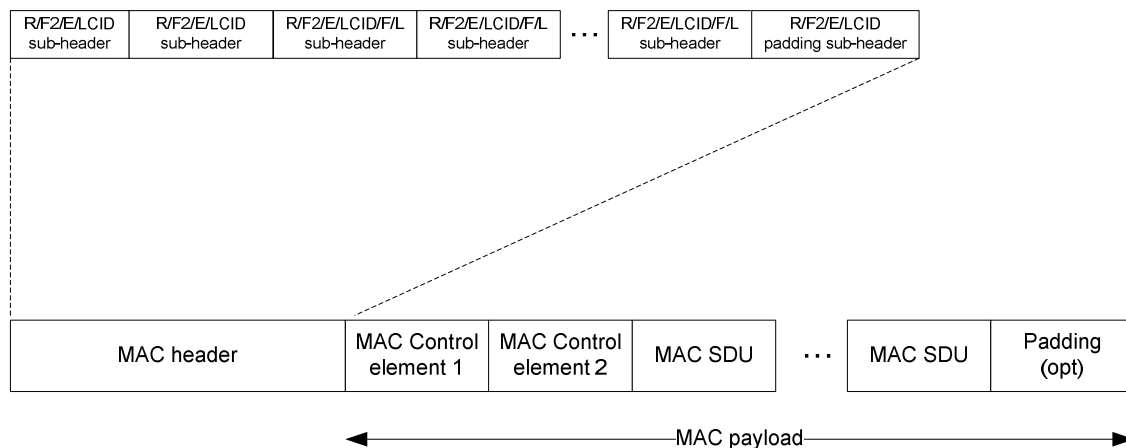 R/F2/E/LCID
sub-header
R/F2/E/LCID
sub-header
R/F2/E/LCID/F/L
sub-header
R/F2/E/LCID/F/L
sub-header
...
R/F2/E/LCID/F/L
sub-header
R/F2/E/LCID
padding sub-header
MAC header
MAC Control
element 1
MAC Control
element 2
MAC SDU
...
MAC SDU
Padding
(opt)
MAC payload